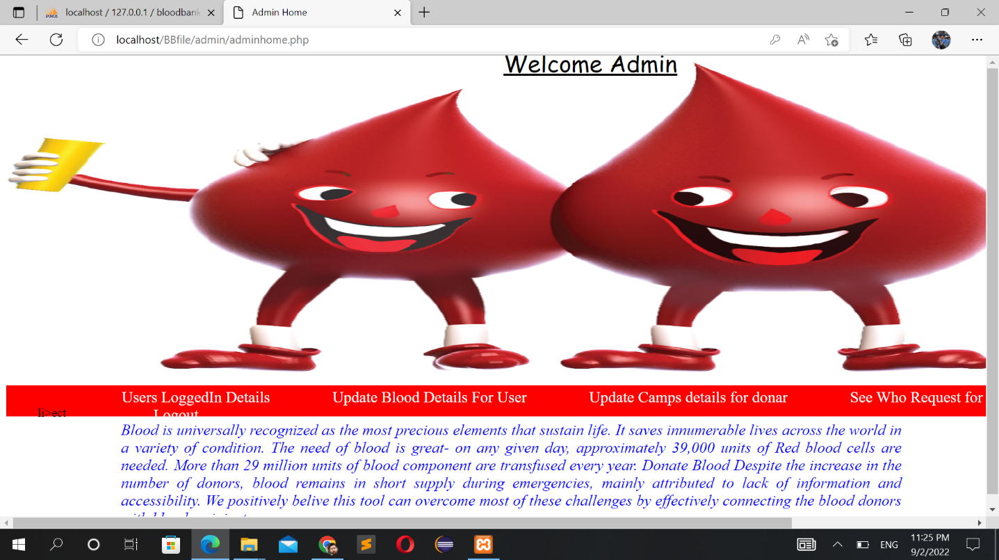 localhost / 127.0.0.1 / bloodbank
Admin Home
localhost/BBfile/admin/adminhome.php
Welcome Admin
Users LoggedIn Details Update Blood Details For User Update Camps details for donar See Who Request for
li>ect Logout
Blood is universally recognized as the most precious elements that sustain life. It saves innumerable lives across the world in
a variety of condition. The need of blood is great- on any given day, approximately 39,000 units of Red blood cells are
needed. More than 29 million units of blood component are transfused every year. Donate Blood Despite the increase in the
number of donors, blood remains in short supply during emergencies, mainly attributed to lack of information and
accessibility. We positively belive this tool can overcome most of these challenges by effectively connecting the blood donors
ENG
11:25 PM
9/2/2022